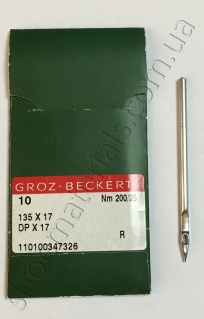 GROZ-BECKERT
10 Nm 200/25
135 X 17
DP X 17
R
110100347326